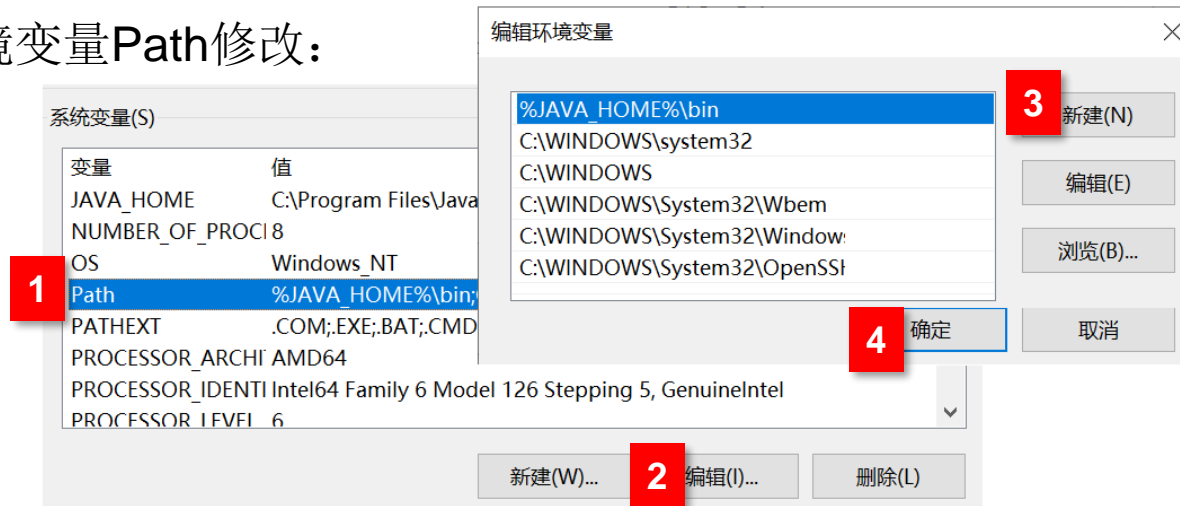 境变量Path修改：
编辑环境变量
系统变量(S)
变量 值
JAVA_HOME C:\Program Files\Java
NUMBER_OF_PROC 8
OS Windows_NT
1
Path %JAVA_HOME%\bin;
PATHEXT .COM;.EXE;.BAT;.CMD
PROCESSOR_ARCHI AMD64
PROCESSOR_IDENTI Intel64 Family 6 Model 126 Stepping 5, GenuineIntel
PROCESSOR_LEVEL 6
新建(W)...
2
编辑(I)...
删除(L)
%JAVA_HOME%\bin
C:\WINDOWS\system32
C:\WINDOWS
C:\WINDOWS\System32\Wbem
C:\WINDOWS\System32\Window
C:\WINDOWS\System32\OpenSSH
3
新建(N)
编辑(E)
浏览(B)...
4
确定
取消